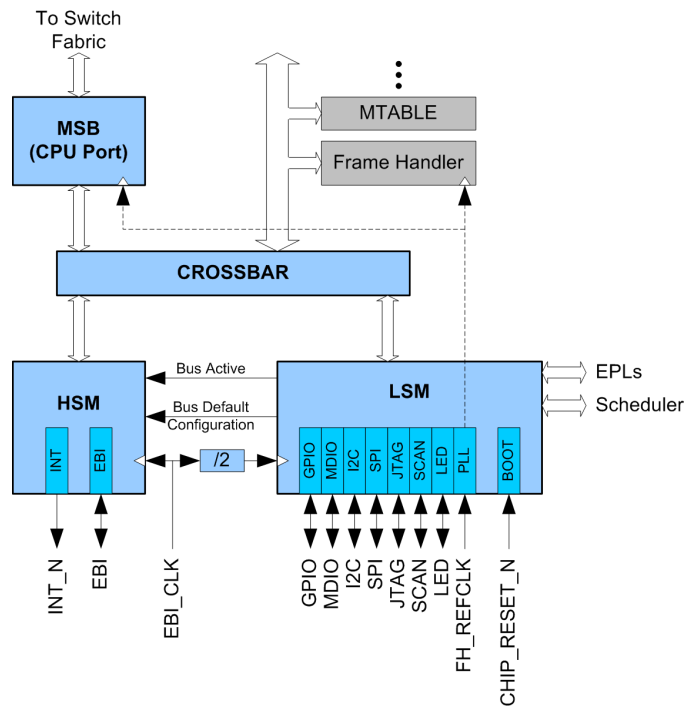 To Switch
Fabric
MSB
(CPU Port)
MTABLE
Frame Handler
CROSSBAR
HSM
INT
EBI
Bus Active
Bus Default
Configuration
/2
LSM
GPIO
MDIO
I2C
SPI
JTAG
SCAN
LED
PLL
BOOT
EPLs
Scheduler
INT_N
EBI
EBI_CLK
GPIO
MDIO
I2C
SPI
JTAG
SCAN
LED
FH_REFCLK
CHIP_RESET_N